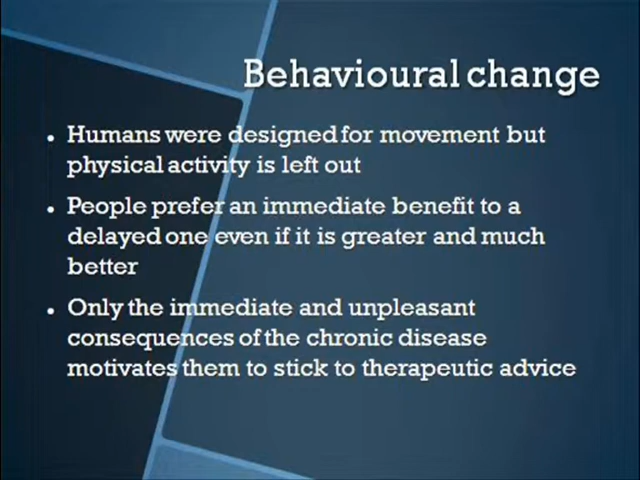 Behavioural change
• Humans were designed for movement but
physical activity is left out
• People prefer an immediate benefit to a
delayed one even if it is greater and much
better
• Only the immediate and unpleasant
consequences of the chronic disease
motivates them to stick to therapeutic advice